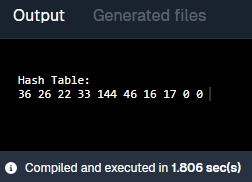 Output Generated files
Hash Table:
36 26 22 33 144 46 16 17 0 0
Compiled and executed in 1.806 sec(s)